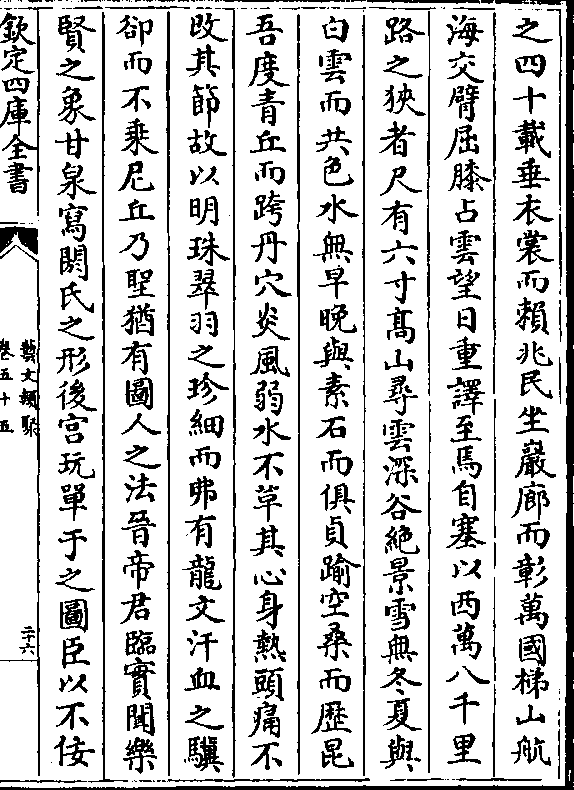 之四十載垂衣裳而賴兆民坐巖廊而彰萬國梯山航
海交臂屈膝占雲望日重譯至焉自塞以西萬八千里
路之狹者尺有六寸髙山尋雲深谷絶景雪無冬夏與
白雲而共色水無早晚與素石而俱貞踰空桑而歴昆
吾度青丘而跨丹穴炎風弱水不革其心身熱頭痛不
改其節故以明珠翠羽之珍細而弗有龍文汗血之驥
卻而不乗尼丘乃聖猶有圖人之法晉帝君臨實聞樂
賢之象甘泉寫閼氏之形後宫玩單于之圖臣以不佞
欽定四庫全書
藝文類聚
卷五十五
二十六